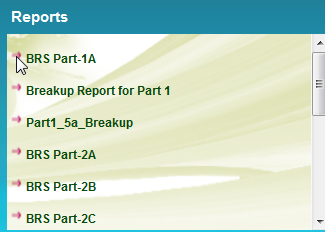 Reports
BRS Part-1A
Breakup Report for Part 1
Part1_5a_Breakup
BRS Part-2A
BRS Part-2B
BRS Part-2C